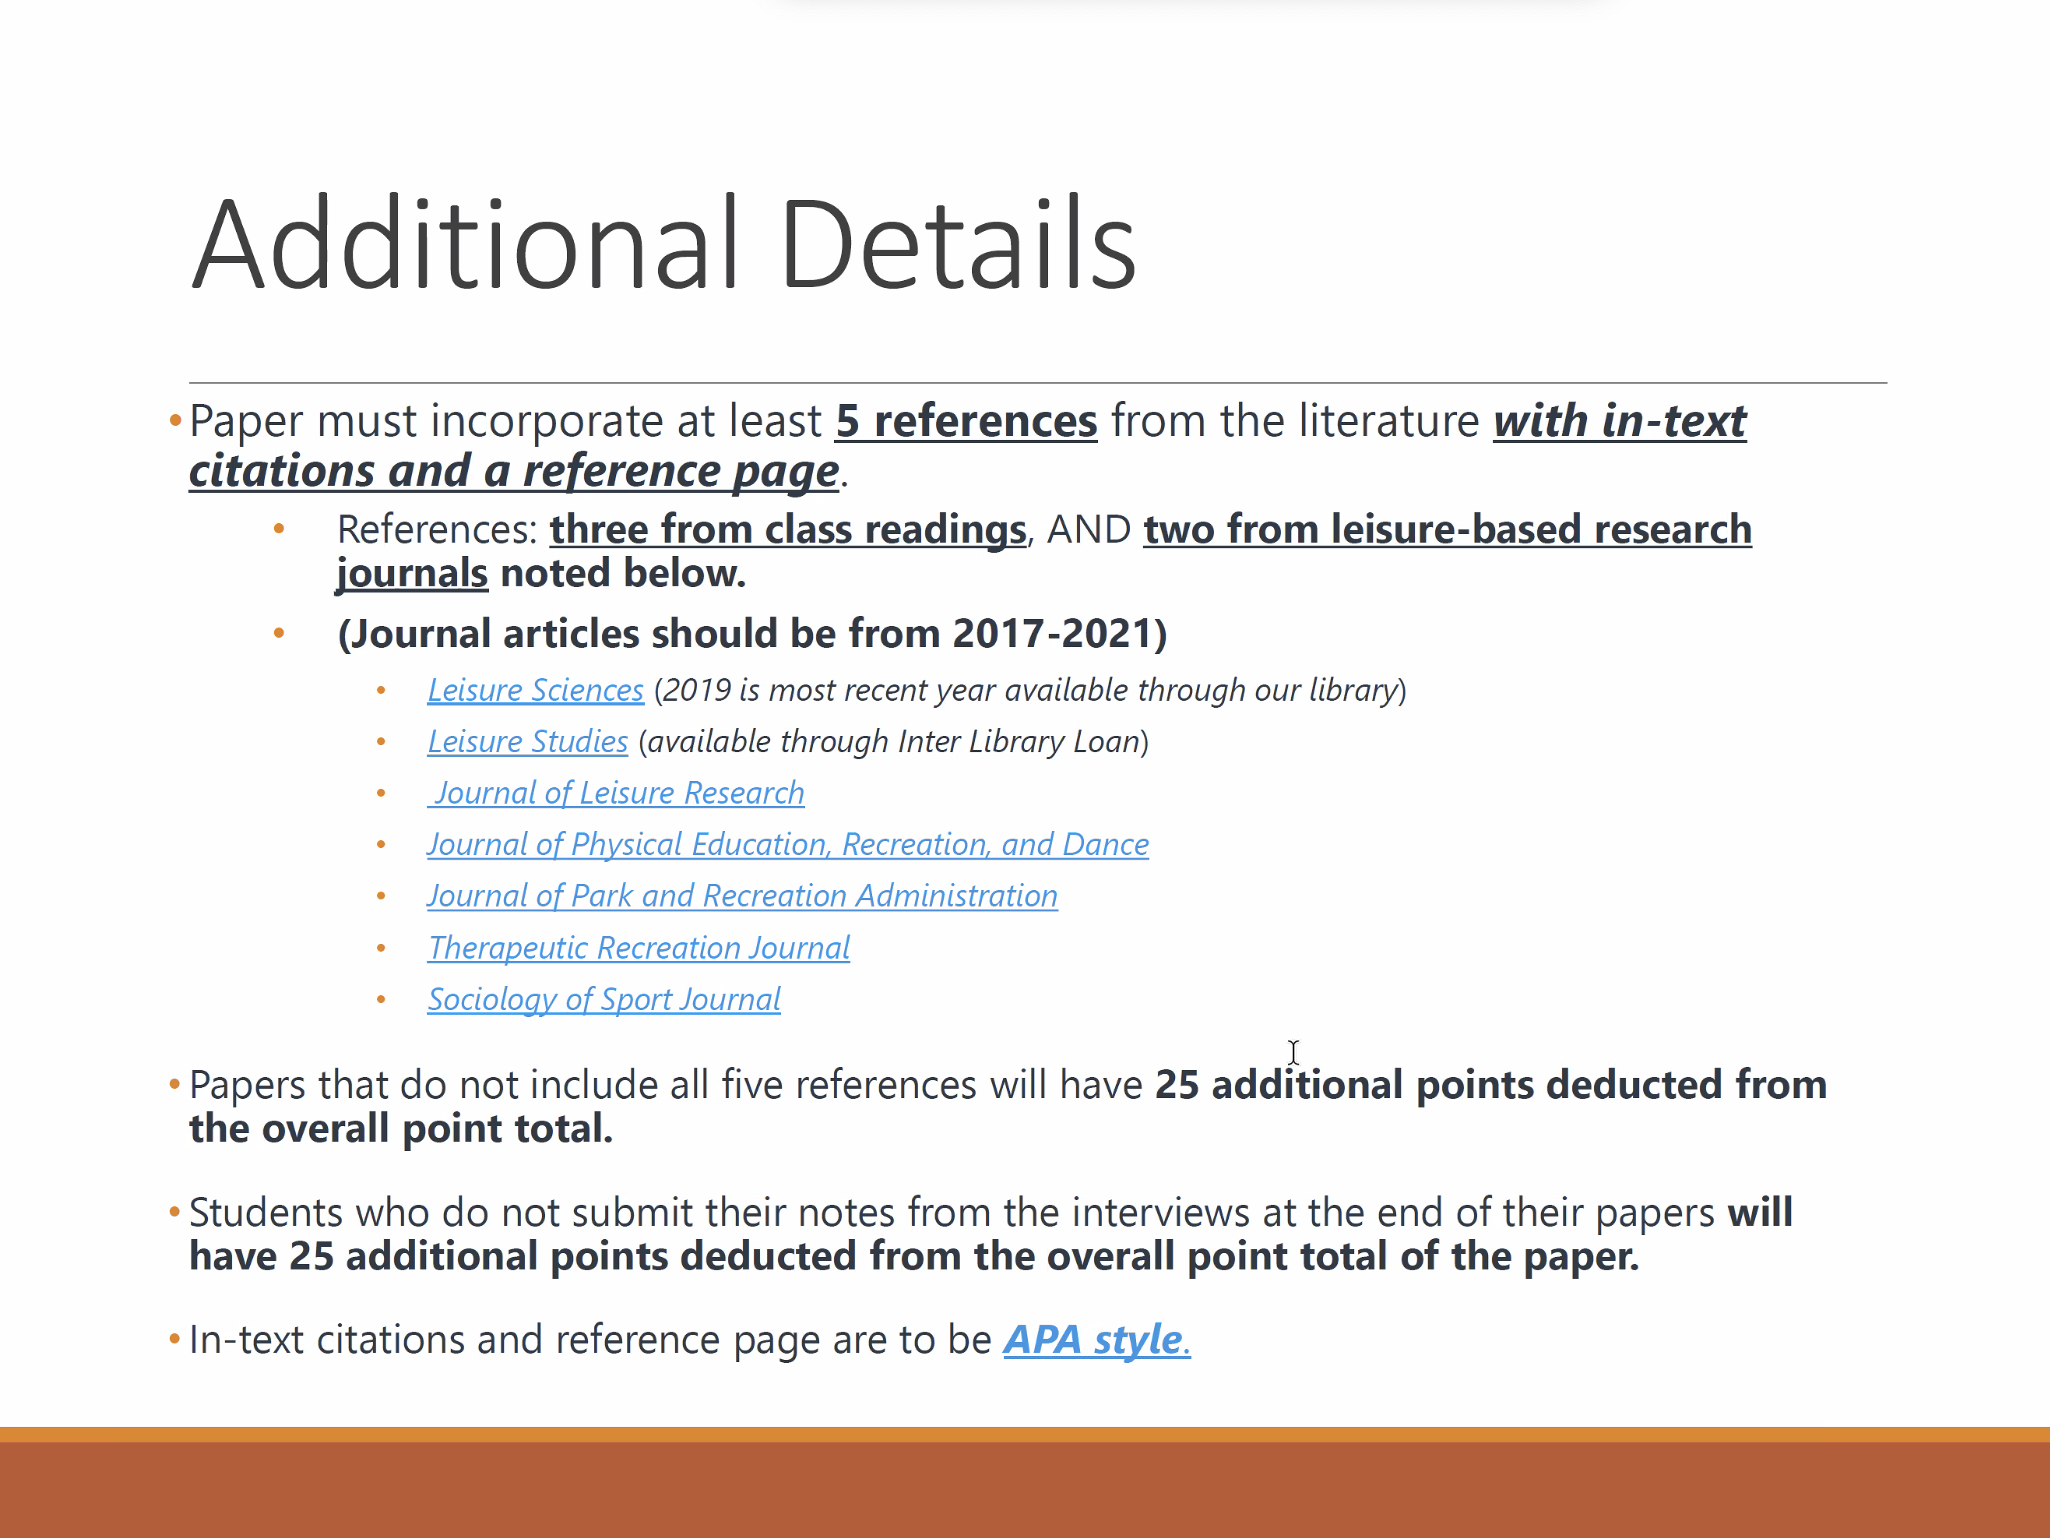 Additional Details
•Paper must incorporate at least 5 references from the literature with in-text
citations and a reference page.
• References: three from class readings, AND two from leisure-based research
journals noted below.
• (Journal articles should be from 2017-2021)
• Leisure Sciences (2019 is most recent year available through our library)
• Leisure Studies (available through Inter Library Loan)
• Journal of Leisure Research
• Journal of Physical Education, Recreation, and Dance
• Journal of Park and Recreation Administration
• Therapeutic Recreation Journal
• Sociology of Sport Journal
•Papers that do not include all five references will have 25 additional points deducted from
the overall point total.
•Students who do not submit their notes from the interviews at the end of their papers will
have 25 additional points deducted from the overall point total of the paper.
•In-text citations and reference page are to be APA style.